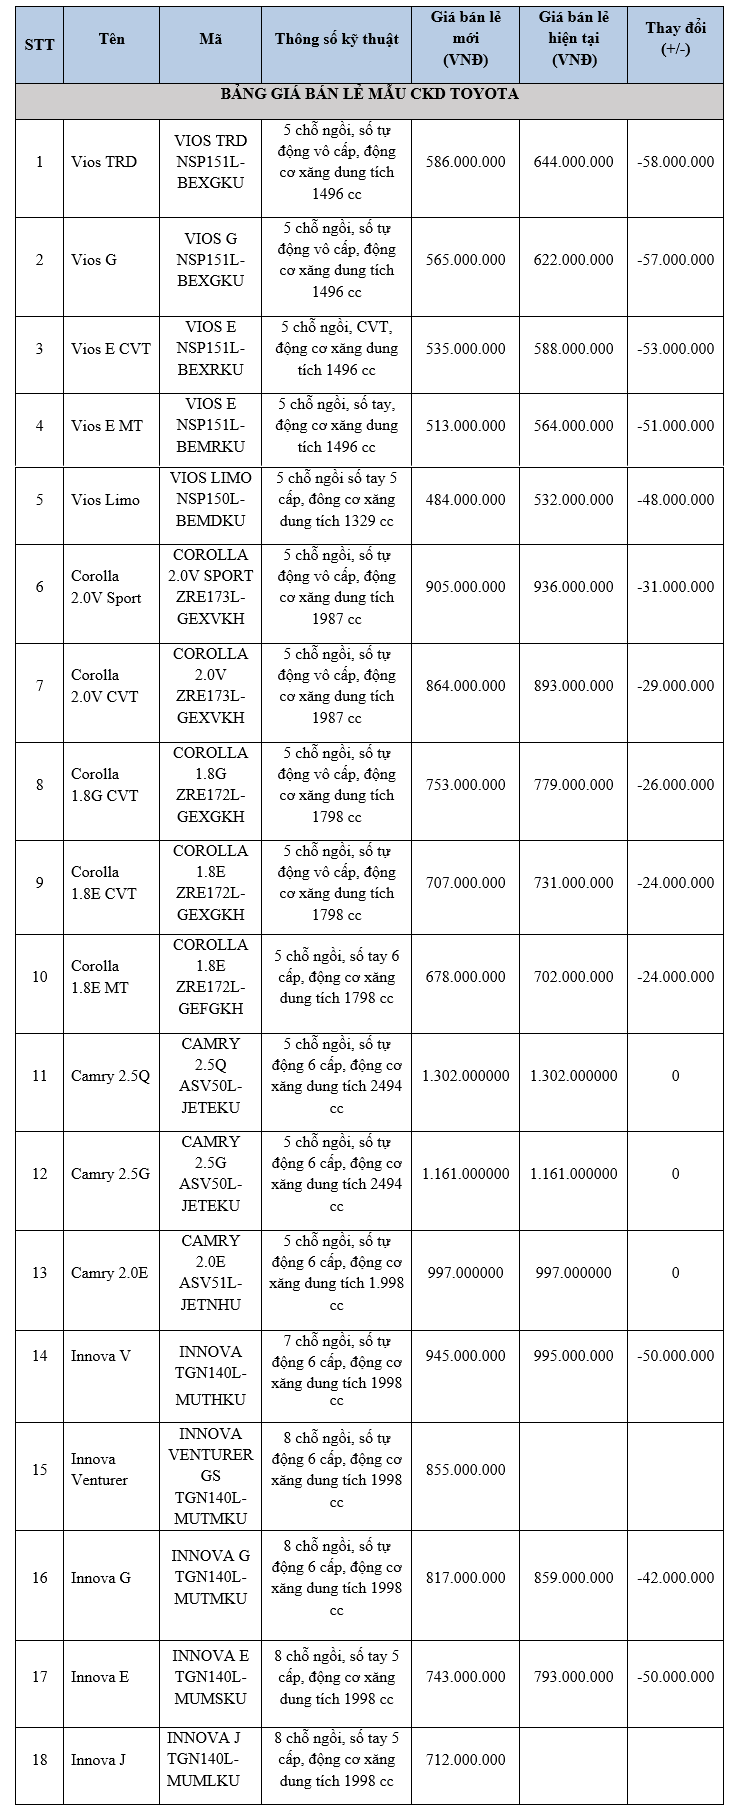 STT
Tên
Mã
Thông số kỹ thuật
Giá bán lẻ
mới
(VNĐ)
Giá bán lẻ
hiện tại
(VNĐ)
Thay đổi
(+/-)
BẢNG GIÁ BÁN LẺ MẪU CKD TOYOTA
1
Vios TRD
VIOS TRD
NSP151L-
BEXGKU
5 chỗ ngồi, số tự
động vô cấp, động
cơ xăng dung tích
1496 cc
586.000.000
644.000.000
-58.000.000
2
Vios G
VIOS G
NSP151L-
BEXGKU
5 chỗ ngồi, số tự
động vô cấp, động
cơ xăng dung tích
1496 cc
565.000.000
622.000.000
-57.000.000
3
Vios E CVT
VIOS E
NSP151L-
BEXRKU
5 chỗ ngồi, CVT,
động cơ xăng dung
tích 1496 cc
535.000.000
588.000.000
-53.000.000
4
Vios E MT
VIOS E
NSP151L-
BEMRKU
5 chỗ ngồi, số tay,
động cơ xăng dung
tích 1496 cc
513.000.000
564.000.000
-51.000.000
5
Vios Limo
VIOS LIMO
NSP150L-
BEMDKU
5 chỗ ngồi số tay 5
cấp, đông cơ xăng
dung tích 1329 cc
484.000.000
532.000.000
-48.000.000
6
Corolla
2.0V Sport
COROLLA
2.0V SPORT
ZRE173L-
GEXVKH
5 chỗ ngồi, số tự
động vô cấp, động
cơ xăng dung tích
1987 cc
905.000.000
936.000.000
-31.000.000
7
Corolla
2.0V CVT
COROLLA
2.0V
ZRE173L-
GEXVKH
5 chỗ ngồi, số tự
động vô cấp, động
cơ xăng dung tích
1987 cc
864.000.000
893.000.000
-29.000.000
8
Corolla
1.8G CVT
COROLLA
1.8G
ZRE172L-
GEXGKH
5 chỗ ngồi, số tự
động vô cấp, động
cơ xăng dung tích
1798 cc
753.000.000
779.000.000
-26.000.000
9
Corolla
1.8E CVT
COROLLA
1.8E
ZRE172L-
GEXGKH
5 chỗ ngồi, số tự
động vô cấp, động
cơ xăng dung tích
1798 cc
707.000.000
731.000.000
-24.000.000
10
Corolla
1.8E MT
COROLLA
1.8E
ZRE172L-
GEFGKH
5 chỗ ngồi, số tay 6
cấp, động cơ xăng
dung tích 1798 cc
678.000.000
702.000.000
-24.000.000
11
Camry 2.5Q
CAMRY
2.5Q
ASV50L-
JETEKU
5 chỗ ngồi, số tự
động 6 cấp, động cơ
xăng dung tích 2494
cc
1.302.000000
1.302.000000
0
12
Camry 2.5G
CAMRY
2.5G
ASV50L-
JETEKU
5 chỗ ngồi, số tự
động 6 cấp, động cơ
xăng dung tích 2494
cc
1.161.000000
1.161.000000
0
13
Camry 2.0E
CAMRY
2.0E
ASV51L-
JETNHU
5 chỗ ngồi, số tự
động 6 cấp, động cơ
xăng dung tích 1.998
cc
997.000000
997.000000
0
14
Innova V
INNOVA
TGN140L-
MUTHKU
7 chỗ ngồi, số tự
động 6 cấp, động cơ
xăng dung tích 1998
cc
945.000.000
995.000.000
-50.000.000
15
Innova
Venturer
INNOVA
VENTURER
GS
TGN140L-
MUTMKU
8 chỗ ngồi, số tự
động 6 cấp, động cơ
xăng dung tích 1998
cc
855.000.000
16
Innova G
INNOVA G
TGN140L-
MUTMKU
8 chỗ ngồi, số tự
động 6 cấp, động cơ
xăng dung tích 1998
cc
817.000.000
859.000.000
-42.000.000
17
Innova E
INNOVA E
TGN140L-
MUMSKU
8 chỗ ngồi, số tay 5
cấp, động cơ xăng
dung tích 1998 cc
743.000.000
793.000.000
-50.000.000
18
Innova J
INNOVA J
TGN140L-
MUMLKU
8 chỗ ngồi, số tay 5
cấp, động cơ xăng
dung tích 1998 cc
712.000.000